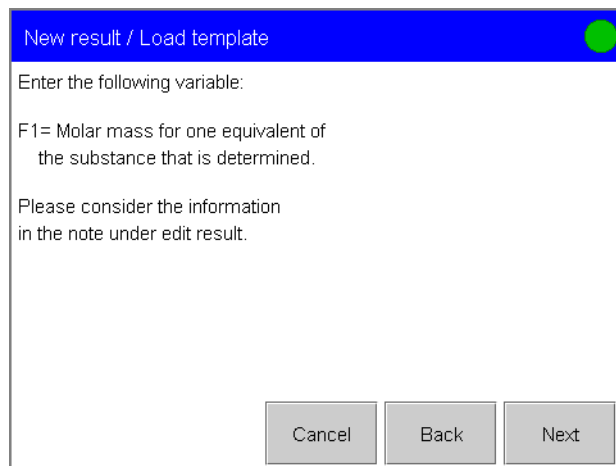 New result / Load template
Enter the following variable:
F1= Molar mass for one equivalent of
the substance that is determined.
Please consider the information
in the note under edit result.
Cancel
Back
Next